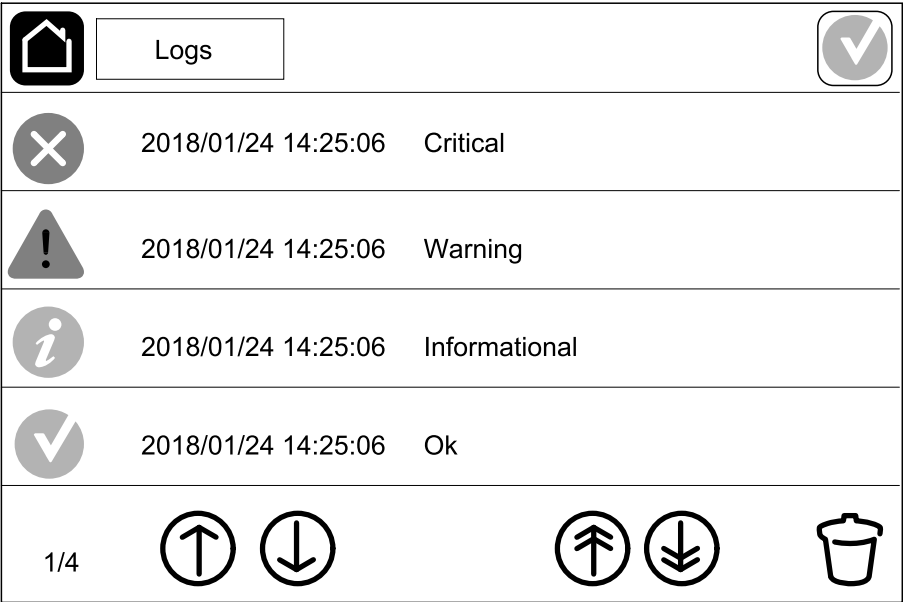 Logs
2018/01/24 14:25:06 Critical
2018/01/24 14:25:06 Warning
2018/01/24 14:25:06 Informational
2018/01/24 14:25:06 Ok
1/4